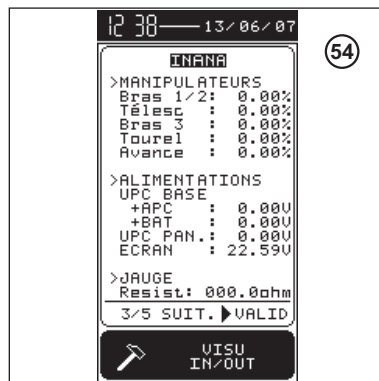 12 38 13/06/07
54
INANA
>MANIPULATEURS
Bras 1/2: 0.00%
Télesc : 0.00%
Bras 3 : 0.00%
Tourel : 0.00%
Avance : 0.00%
>ALIMENTATIONS
UPC BASE
+APC : 0.00V
+BAT : 0.00V
UPC PAN.: 0.00V
ECRAN : 22.59V
>JAUGE
Resist: 000.0ohm
3/5 SUIT.▶VALID
VISU
IN/OUT